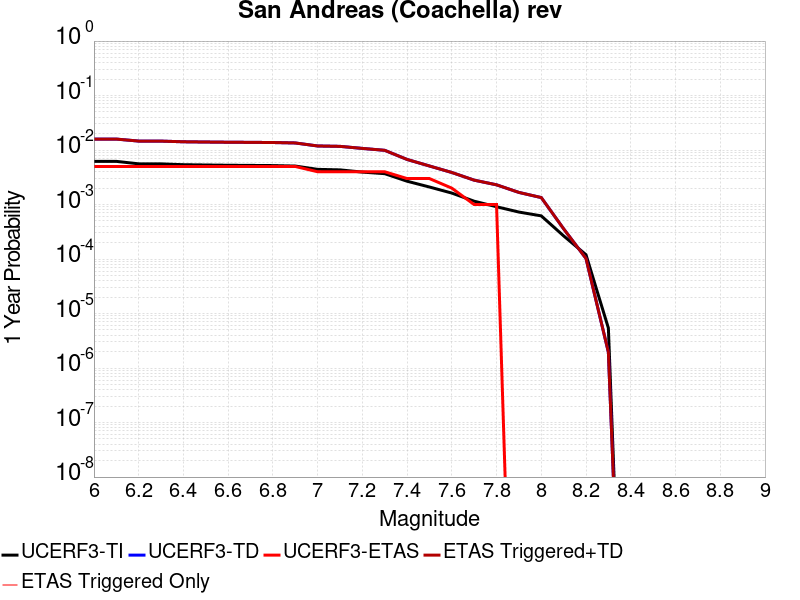 San Andreas (Coachella) rev
10^0
10^-1
10^-2
10^-3
10^-4
10^-5
10^-6
10^-7
10^-8
1 Year Probability
6 6.2 6.4 6.6 6.8 7 7.2 7.4 7.6 7.8 8 8.2 8.4 8.6 8.8 9
Magnitude
UCERF3-TI UCERF3-TD UCERF3-ETAS ETAS Triggered+TD
ETAS Triggered Only